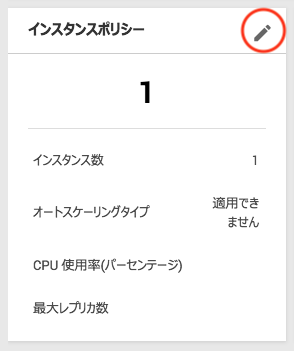 インスタンスポリシー
1
インスタンス数 1
オートスケーリングタイプ 適用でき
ません
CPU 使用率(パーセンテージ)
最大レプリカ数